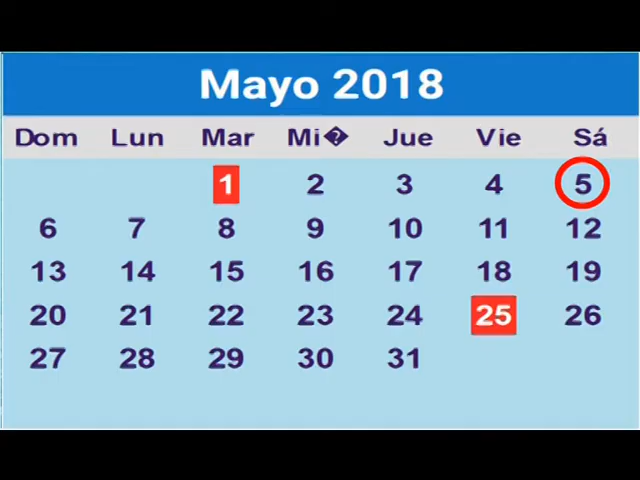 Mayo 2018
Dom Lun Mar Mi� Jue Vie Sá
1 2 3 4 5
6 7 8 9 10 11 12
13 14 15 16 17 18 19
20 21 22 23 24 25 26
27 28 29 30 31